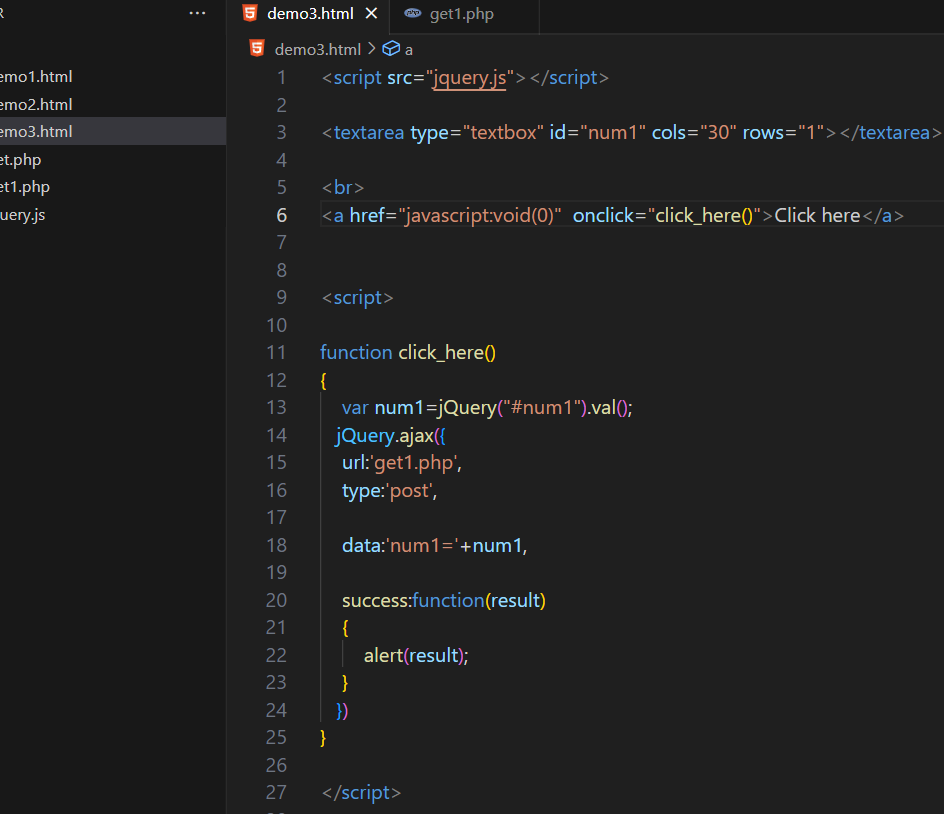 R ···
demo3.html × get1.php
demo3.html > a
emo1.html
emo2.html
emo3.html
et.php
et1.php
uery.js
1 <script src="jquery.js"></script>
2
3 <textarea type="textbox" id="num1" cols="30" rows="1"></textarea>
4
5 <br>
6 <a href="javascript:void(0)"  onclick="click_here()">Click here</a>
7
8
9 <script>
10
11 function click_here()
12 {
13 var num1=jQuery("#num1").val();
14 jQuery.ajax({
15 url:'get1.php',
16 type:'post',
17
18 data:'num1='+num1,
19
20 success:function(result)
21 {
22 alert(result);
23 }
24 })
25 }
26
27 </script>